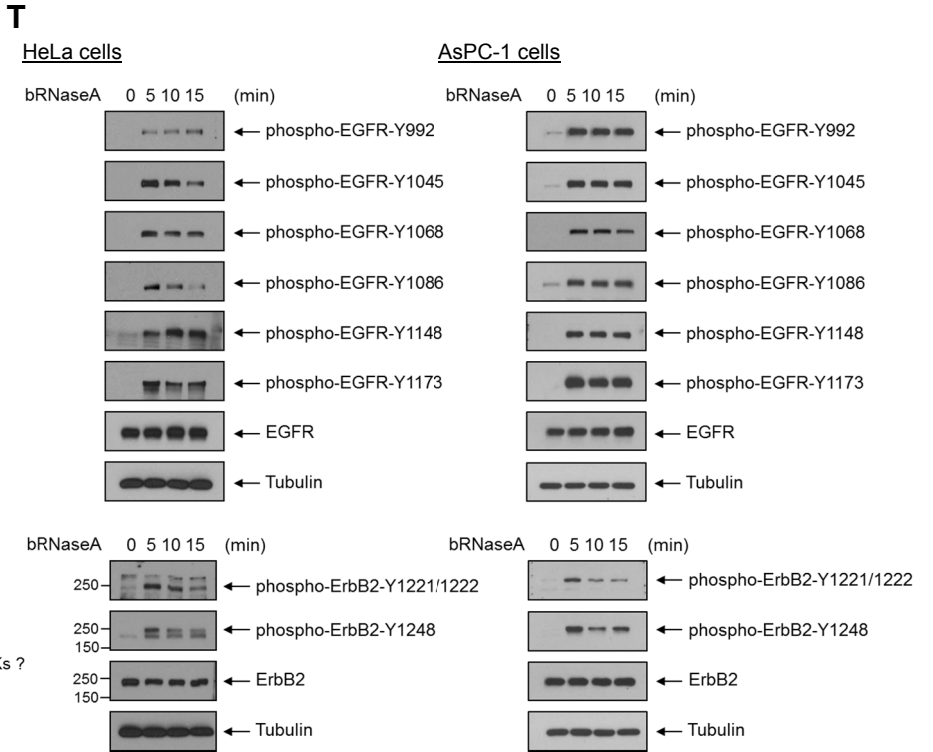 T
HeLa cells
bRNaseA 0 5 10 15 (min)
phospho-EGFR-Y992
phospho-EGFR-Y1045
phospho-EGFR-Y1068
phospho-EGFR-Y1086
phospho-EGFR-Y1148
phospho-EGFR-Y1173
EGFR
Tubulin
bRNaseA 0 5 10 15 (min)
250 phospho-ErbB2-Y1221/1222
250 phospho-ErbB2-Y1248
150
250 ErbB2
150
Tubulin
Ks ?
AsPC-1 cells
bRNaseA 0 5 10 15 (min)
phospho-EGFR-Y992
phospho-EGFR-Y1045
phospho-EGFR-Y1068
phospho-EGFR-Y1086
phospho-EGFR-Y1148
phospho-EGFR-Y1173
EGFR
Tubulin
bRNaseA 0 5 10 15 (min)
phospho-ErbB2-Y1221/1222
phospho-ErbB2-Y1248
ErbB2
Tubulin